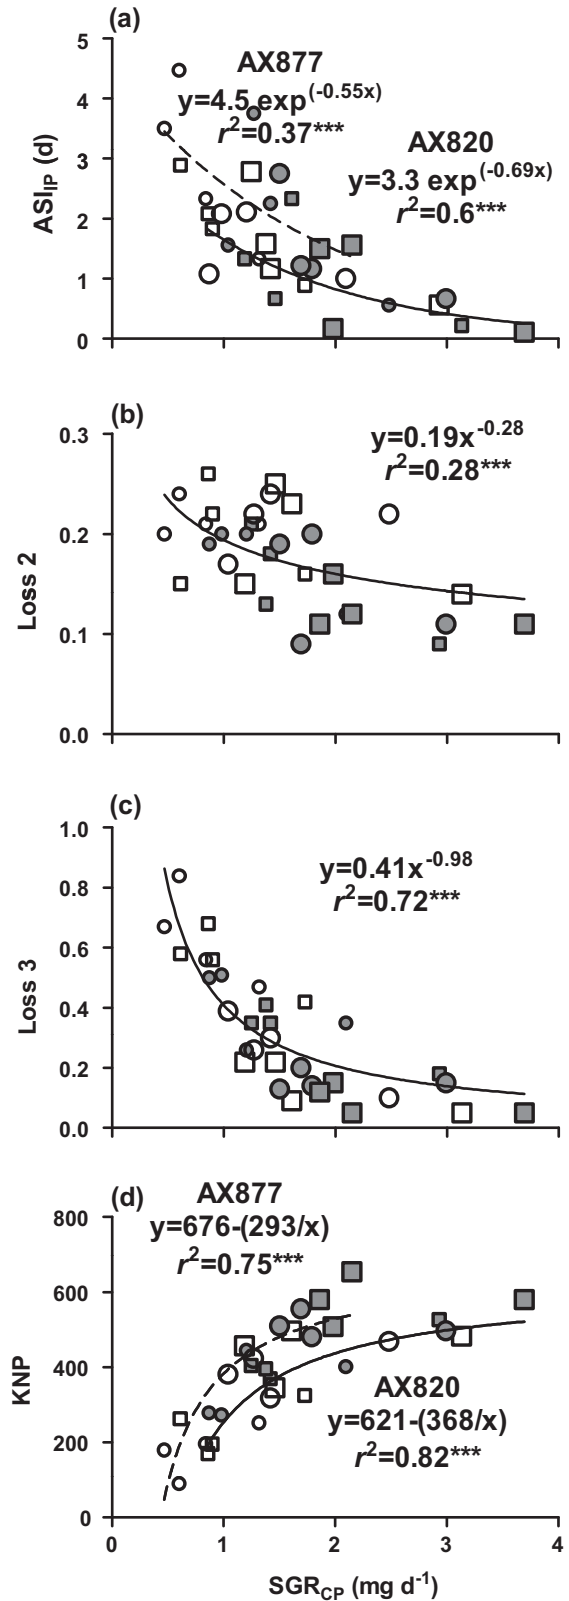 (a)
AX877
y=4.5 exp(-0.55x)
r2=0.37***
AX820
y=3.3 exp(-0.69x)
r2=0.6***
5
4
3
2
1
0
ASIIP (d)
(b)
y=0.19x-0.28
r2=0.28***
0.3
0.2
0.1
0.0
Loss 2
(c)
y=0.41x-0.98
r2=0.72***
1.0
0.8
0.6
0.4
0.2
0.0
Loss 3
(d)
AX877
y=676-(293/x)
r2=0.75***
AX820
y=621-(368/x)
r2=0.82***
800
600
400
200
0
KNP
0 1 2 3 4
SGRCP (mg d-1)